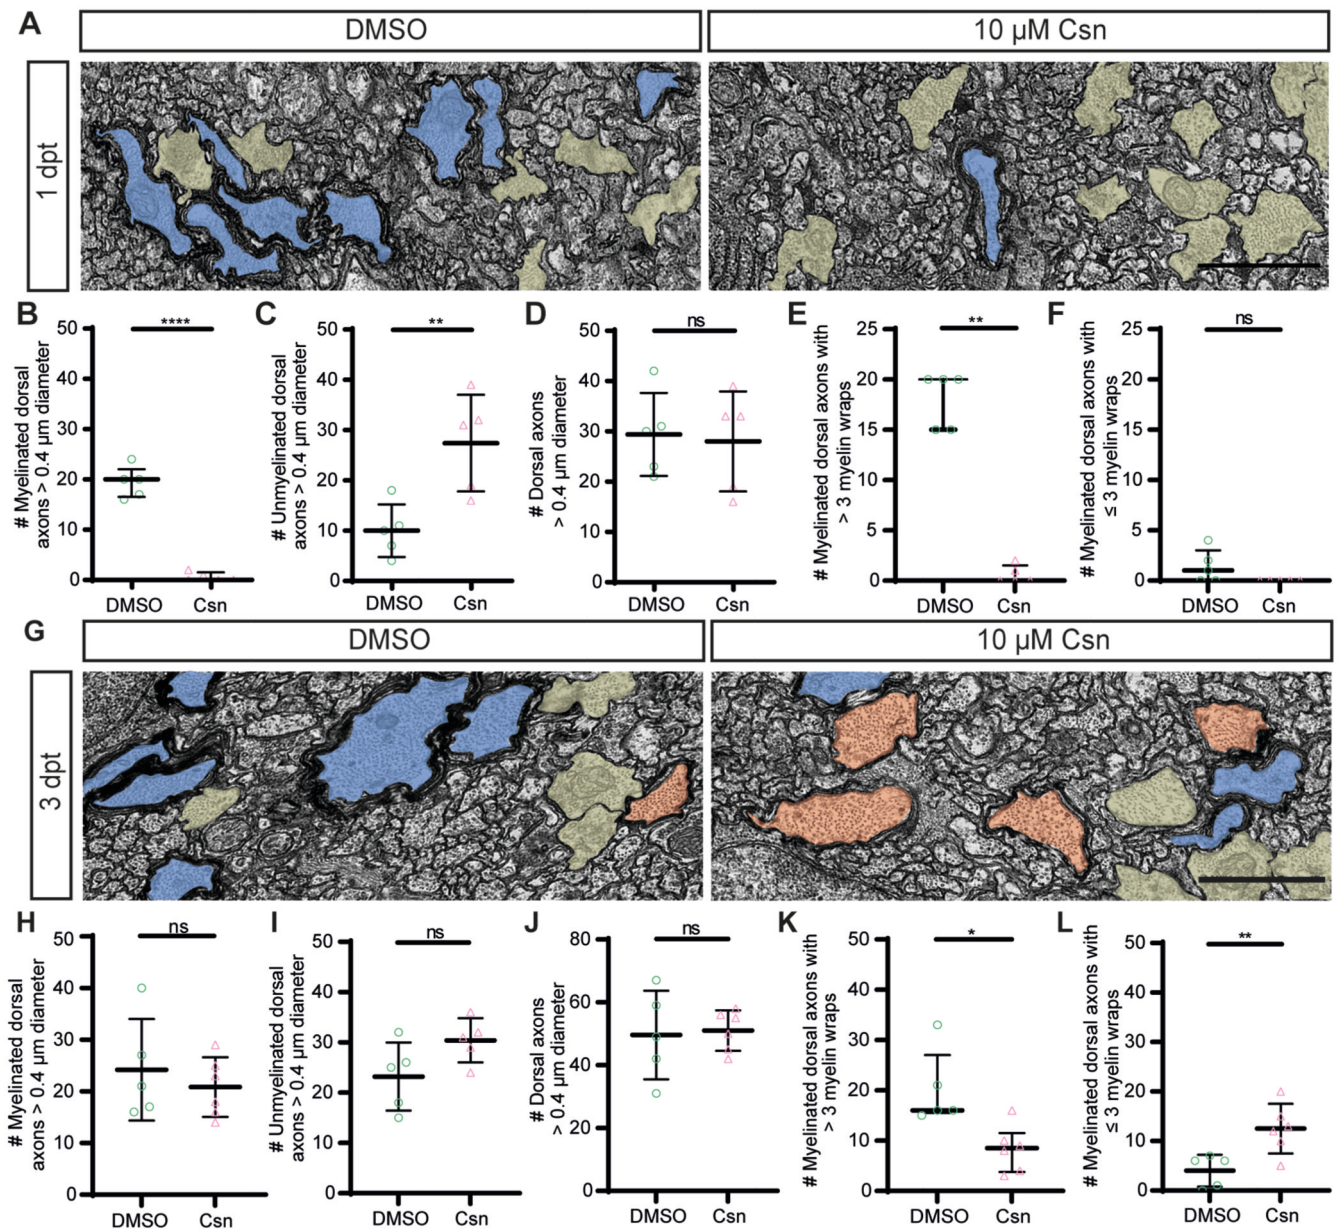 A
DMSO
10 µM Csn
1 dpt
B
# Myelinated dorsal
axons > 0.4 µm diameter
50
40
30
20
10
0
****
DMSO
Csn
C
# Unmyelinated dorsal
axons > 0.4 µm diameter
50
40
30
20
10
0
**
DMSO
Csn
D
# Dorsal axons
> 0.4 µm diameter
50
40
30
20
10
0
ns
DMSO
Csn
E
# Myelinated dorsal axons with
> 3 myelin wraps
25
20
15
10
5
0
**
DMSO
Csn
F
# Myelinated dorsal axons with
≤ 3 myelin wraps
25
20
15
10
5
0
ns
DMSO
Csn
G
DMSO
10 µM Csn
3 dpt
H
# Myelinated dorsal
axons > 0.4 µm diameter
50
40
30
20
10
0
ns
DMSO
Csn
I
# Unmyelinated dorsal
axons > 0.4 µm diameter
50
40
30
20
10
0
ns
DMSO
Csn
J
# Dorsal axons
> 0.4 µm diameter
80
60
40
20
0
ns
DMSO
Csn
K
# Myelinated dorsal axons with
> 3 myelin wraps
50
40
30
20
10
0
*
DMSO
Csn
L
# Myelinated dorsal axons with
≤ 3 myelin wraps
50
40
30
20
10
0
**
DMSO
Csn